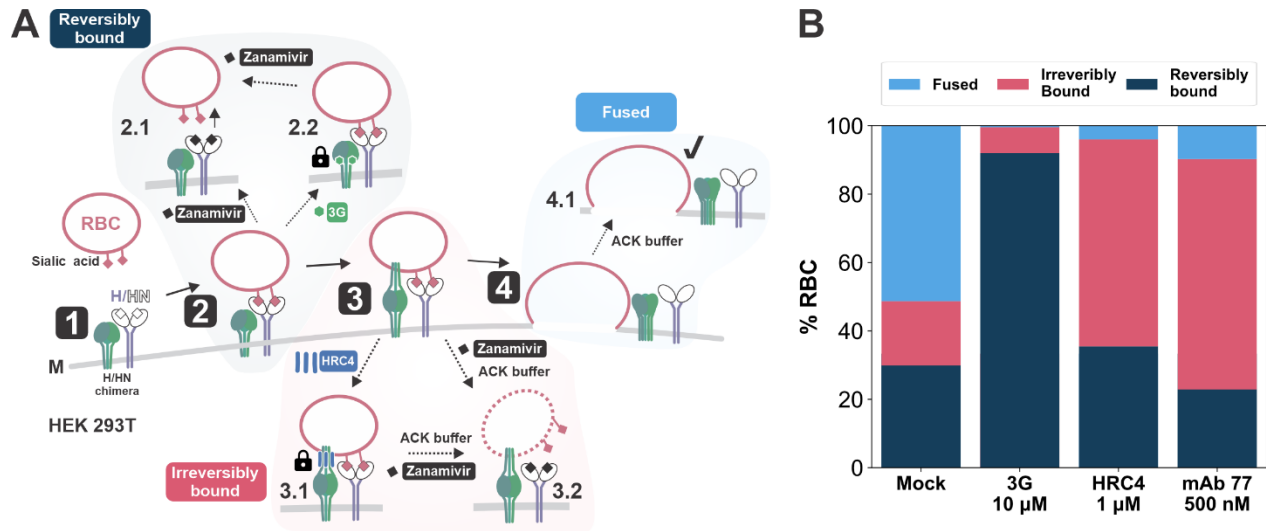 A
Reversibly
bound
Zanamivir
2.1
2.2
Zanamivir
3G
RBC
Sialic acid
H/HN
1
2
3
4
M
H/HN
chimera
HEK 293T
Fused
4.1
ACK buffer
HRC4
Zanamivir
ACK buffer
ACK buffer
Zanamivir
Irreversibly
bound
3.1
3.2
B
Fused
Irreveribly
Bound
Reversibly
bound
% RBC
100
80
60
40
20
0
Mock
3G
10 µM
HRC4
1 µM
mAb 77
500 nM